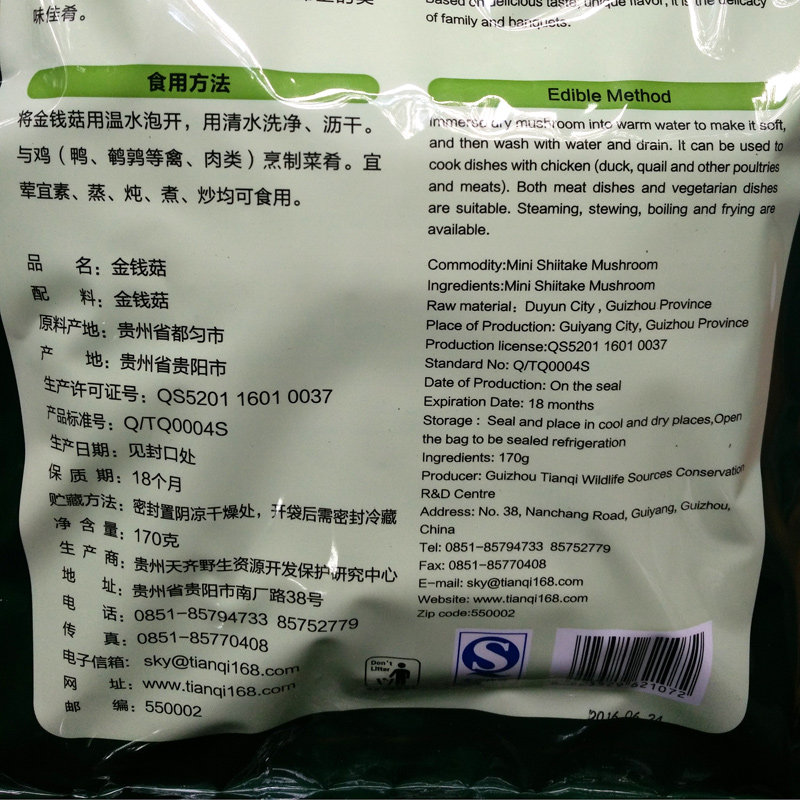 味佳肴。
食用方法
将金钱菇用温水泡开，用清水洗净、沥干。
与鸡（鸭、鹌鹑等禽、肉类）烹制菜肴。宜
荤宜素、蒸、炖、煮、炒均可食用。
品 名：金钱菇
配 料：金钱菇
原料产地：贵州省都匀市
产 地：贵州省贵阳市
生产许可证号：QS5201 1601 0037
产品标准号：Q/TQ0004S
生产日期：见封口处
保 质 期：18个月
贮藏方法：密封置阴凉干燥处，开袋后需密封冷藏
净 含 量：170克
生 产 商：贵州天齐野生资源开发保护研究中心
地 址：贵州省贵阳市南厂路38号
电 话：0851-85794733 85752779
传 真：0851-85770408
电子信箱：sky@tianqi168.com
网 址：www.tianqi168.com
邮 编：550002
based on delicious taste, unique flavor, it is the delicacy
of family and banquets.
Edible Method
Immerse dry mushroom into warm water to make it soft,
and then wash with water and drain. It can be used to
cook dishes with chicken (duck, quail and other poultries
and meats). Both meat dishes and vegetarian dishes
are suitable. Steaming, stewing, boiling and frying are
available.
Commodity:Mini Shiitake Mushroom
Ingredients:Mini Shiitake Mushroom
Raw material：Duyun City , Guizhou Province
Place of Production: Guiyang City, Guizhou Province
Production license:QS5201 1601 0037
Standard No: Q/TQ0004S
Date of Production: On the seal
Expiration Date: 18 months
Storage： Seal and place in cool and dry places,Open
the bag to be sealed refrigeration
Ingredients: 170g
Producer: Guizhou Tianqi Wildlife Sources Conservation
R&D Centre
Address: No. 38, Nanchang Road, Guiyang, Guizhou,
China
Tel: 0851-85794733 85752779
Fax: 0851-85770408
E-mail: sky@tianqi168.com
Website: www.tianqi168.com
Zip code:550002
Don't
Litter
S